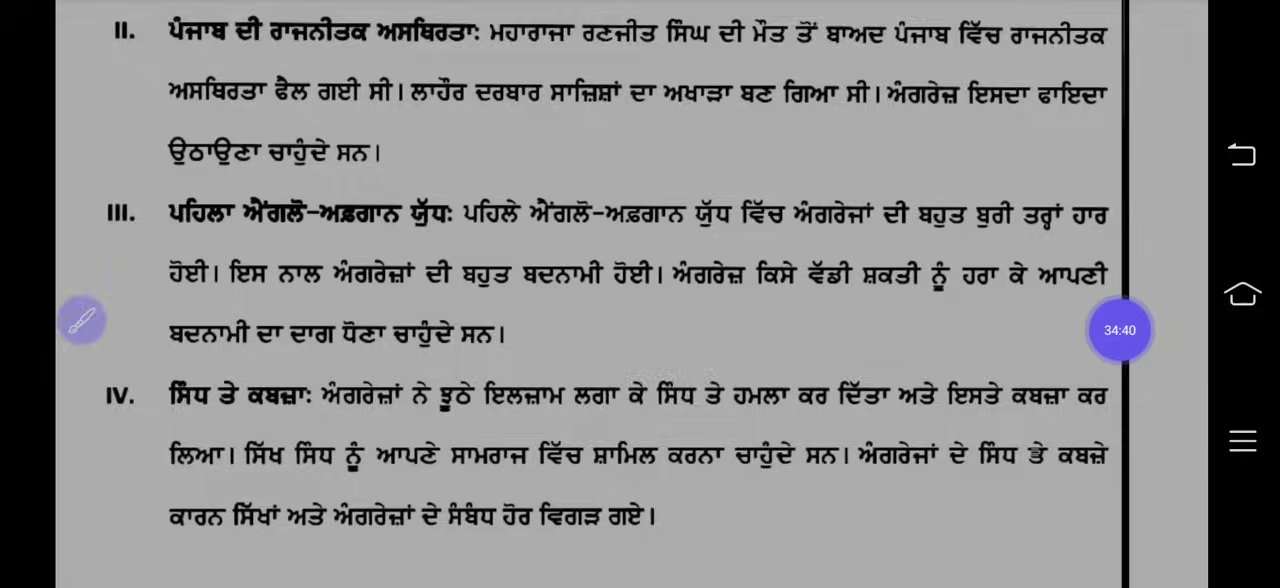 II. ਪੰਜਾਬ ਦੀ ਰਾਜਨੀਤਕ ਅਸਥਿਰਤਾ: ਮਹਾਰਾਜਾ ਰਣਜੀਤ ਸਿੰਘ ਦੀ ਮੌਤ ਤੋਂ ਬਾਅਦ ਪੰਜਾਬ ਵਿੱਚ ਰਾਜਨੀਤਕ
ਅਸਥਿਰਤਾ ਫੈਲ ਗਈ ਸੀ। ਲਾਹੌਰ ਦਰਬਾਰ ਸਾਜ਼ਿਸ਼ਾਂ ਦਾ ਅਖਾੜਾ ਬਣ ਗਿਆ ਸੀ। ਅੰਗਰੇਜ਼ ਇਸਦਾ ਫਾਇਦਾ
ਉਠਾਉਣਾ ਚਾਹੁੰਦੇ ਸਨ।
III. ਪਹਿਲਾ ਐਂਗਲੋ-ਅਫ਼ਗਾਨ ਯੁੱਧ: ਪਹਿਲੇ ਐਂਗਲੋ-ਅਫ਼ਗਾਨ ਯੁੱਧ ਵਿੱਚ ਅੰਗਰੇਜਾਂ ਦੀ ਬਹੁਤ ਬੁਰੀ ਤਰ੍ਹਾਂ ਹਾਰ
ਹੋਈ। ਇਸ ਨਾਲ ਅੰਗਰੇਜ਼ਾਂ ਦੀ ਬਹੁਤ ਬਦਨਾਮੀ ਹੋਈ। ਅੰਗਰੇਜ਼ ਕਿਸੇ ਵੱਡੀ ਸ਼ਕਤੀ ਨੂੰ ਹਰਾ ਕੇ ਆਪਣੀ
ਬਦਨਾਮੀ ਦਾ ਦਾਗ ਧੋਣਾ ਚਾਹੁੰਦੇ ਸਨ।
34:40
IV. ਸਿੰਧ ਤੇ ਕਬਜ਼ਾ: ਅੰਗਰੇਜ਼ਾਂ ਨੇ ਝੂਠੇ ਇਲਜ਼ਾਮ ਲਗਾ ਕੇ ਸਿੰਧ ਤੇ ਹਮਲਾ ਕਰ ਦਿੱਤਾ ਅਤੇ ਇਸਤੇ ਕਬਜ਼ਾ ਕਰ
ਲਿਆ। ਸਿੱਖ ਸਿੰਧ ਨੂੰ ਆਪਣੇ ਸਾਮਰਾਜ ਵਿੱਚ ਸ਼ਾਮਿਲ ਕਰਨਾ ਚਾਹੁੰਦੇ ਸਨ। ਅੰਗਰੇਜਾਂ ਦੇ ਸਿੰਧ ਤੇ ਕਬਜ਼ੇ
ਕਾਰਨ ਸਿੱਖਾਂ ਅਤੇ ਅੰਗਰੇਜ਼ਾਂ ਦੇ ਸੰਬੰਧ ਹੋਰ ਵਿਗੜ ਗਏ।